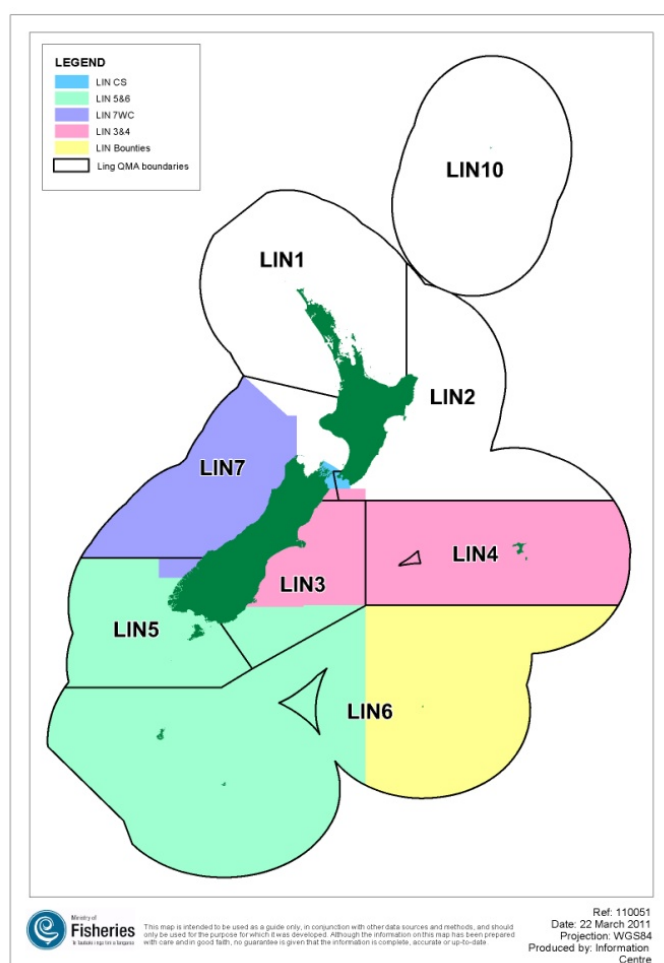 LEGEND
LIN CS
LIN 5&6
LIN 7WC
LIN 3&4
LIN Bounties
Ling QMA boundaries
LIN10
LIN1
LIN2
LIN7
LIN4
LIN3
LIN5
LIN6
Ministry of
Fisheries
This map is intended to be used as a guide only, in conjunction with other data sources and methods, and should
only be used for the purpose for which it was developed. Although the information on this map has been prepared
with care and in good faith, no guarantee is given that the information is complete, accurate or up-to-date
Ref: 110051
Date: 22 March 2011
Projection: WGS84
Produced by: Information
Centre